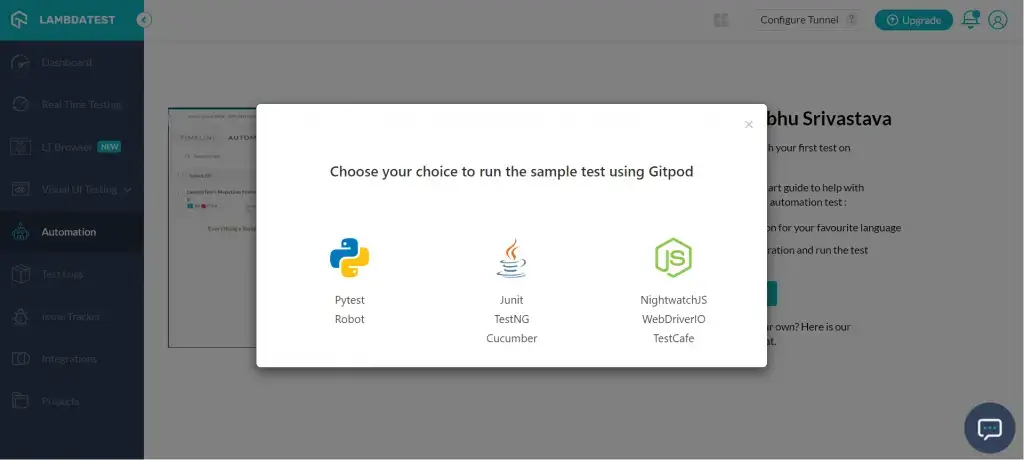 LAMBDATEST
Configure Tunnel ?
Upgrade
Dashboard
Real Time Testing
LT Browser NEW
Visual UI Testing
Automation
Test Logs
Issue Tracker
Integrations
Projects
TIMELINE AUTOM
bhu Srivastava
h your first test on
art guide to help with
automation test :
on for your favourite language
ration and run the test
ur own? Here is our
at.
×
Choose your choice to run the sample test using Gitpod
Pytest
Robot
Junit
TestNG
Cucumber
JS
NightwatchJS
WebDriverIO
TestCafe